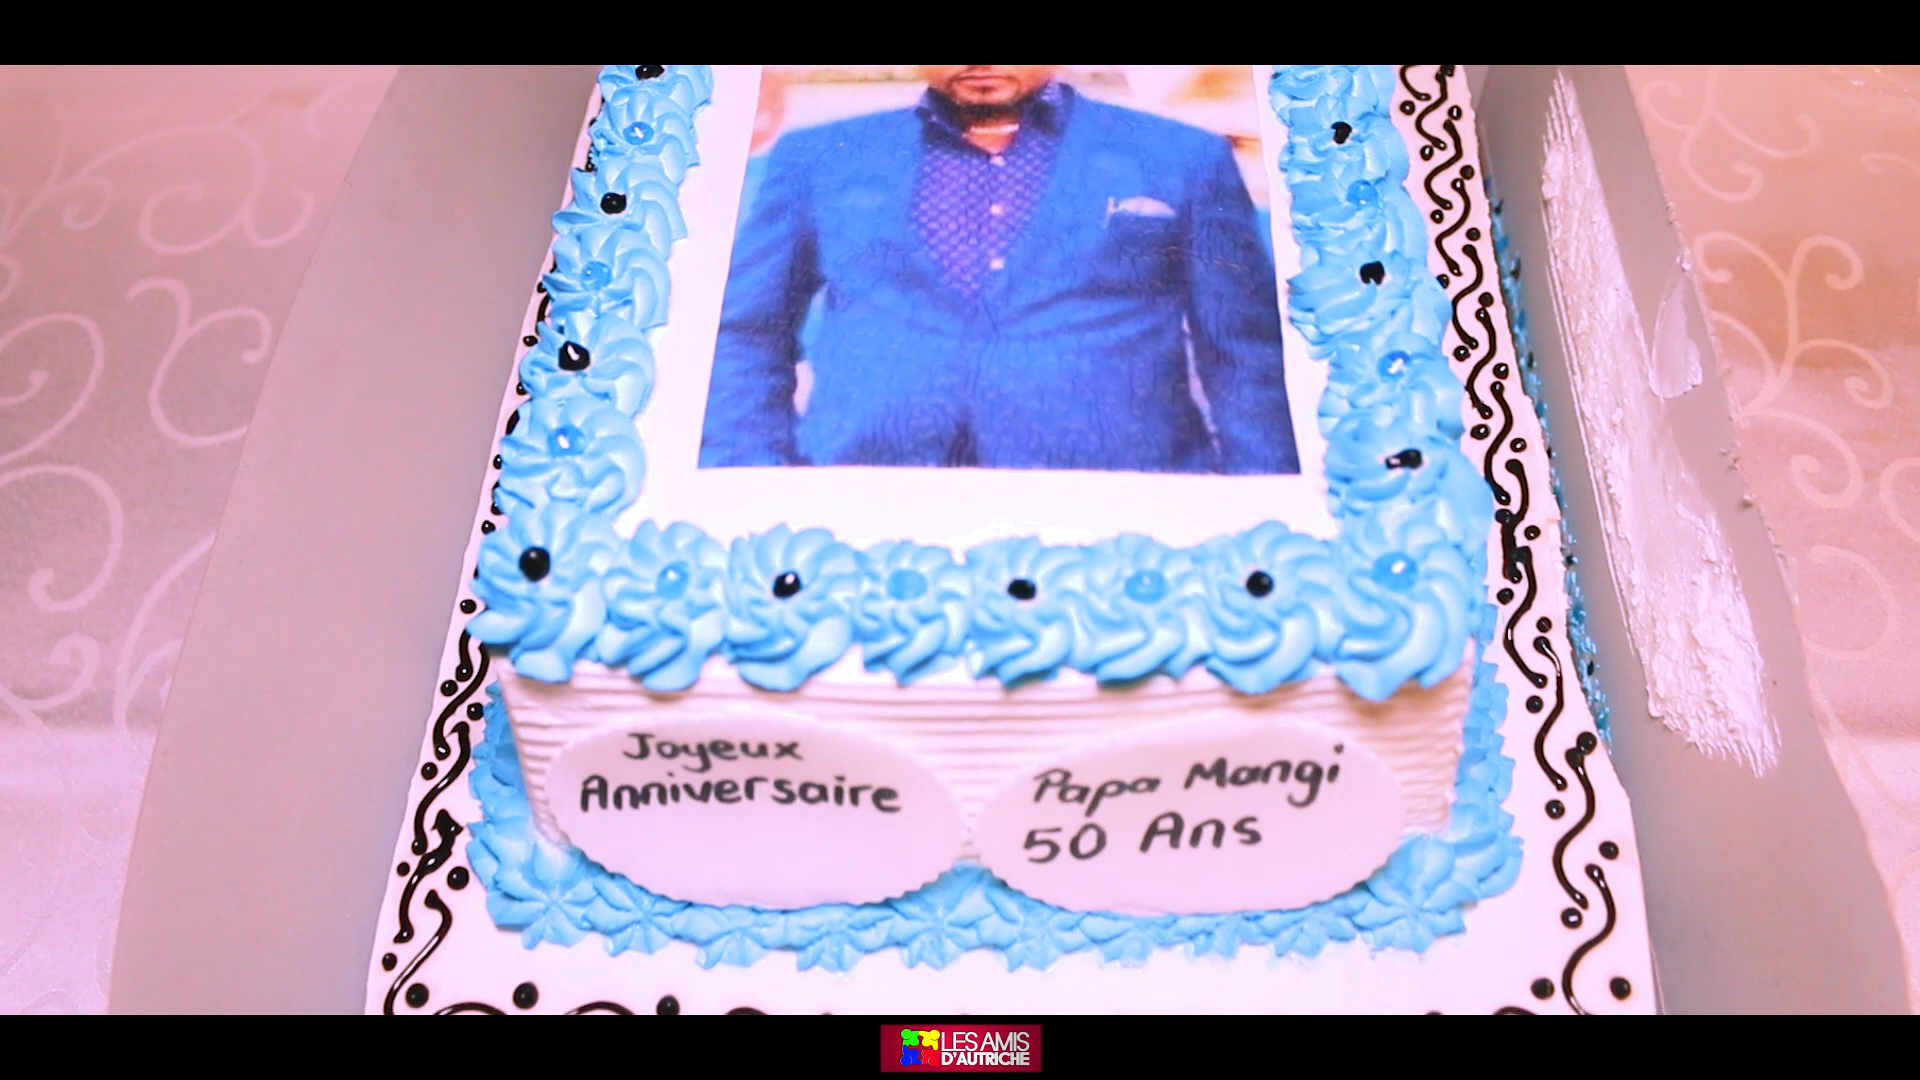 Joyeux
Anniversaire
Papa Mangi
50 Ans
LES AMIS
D'AUTRICHE